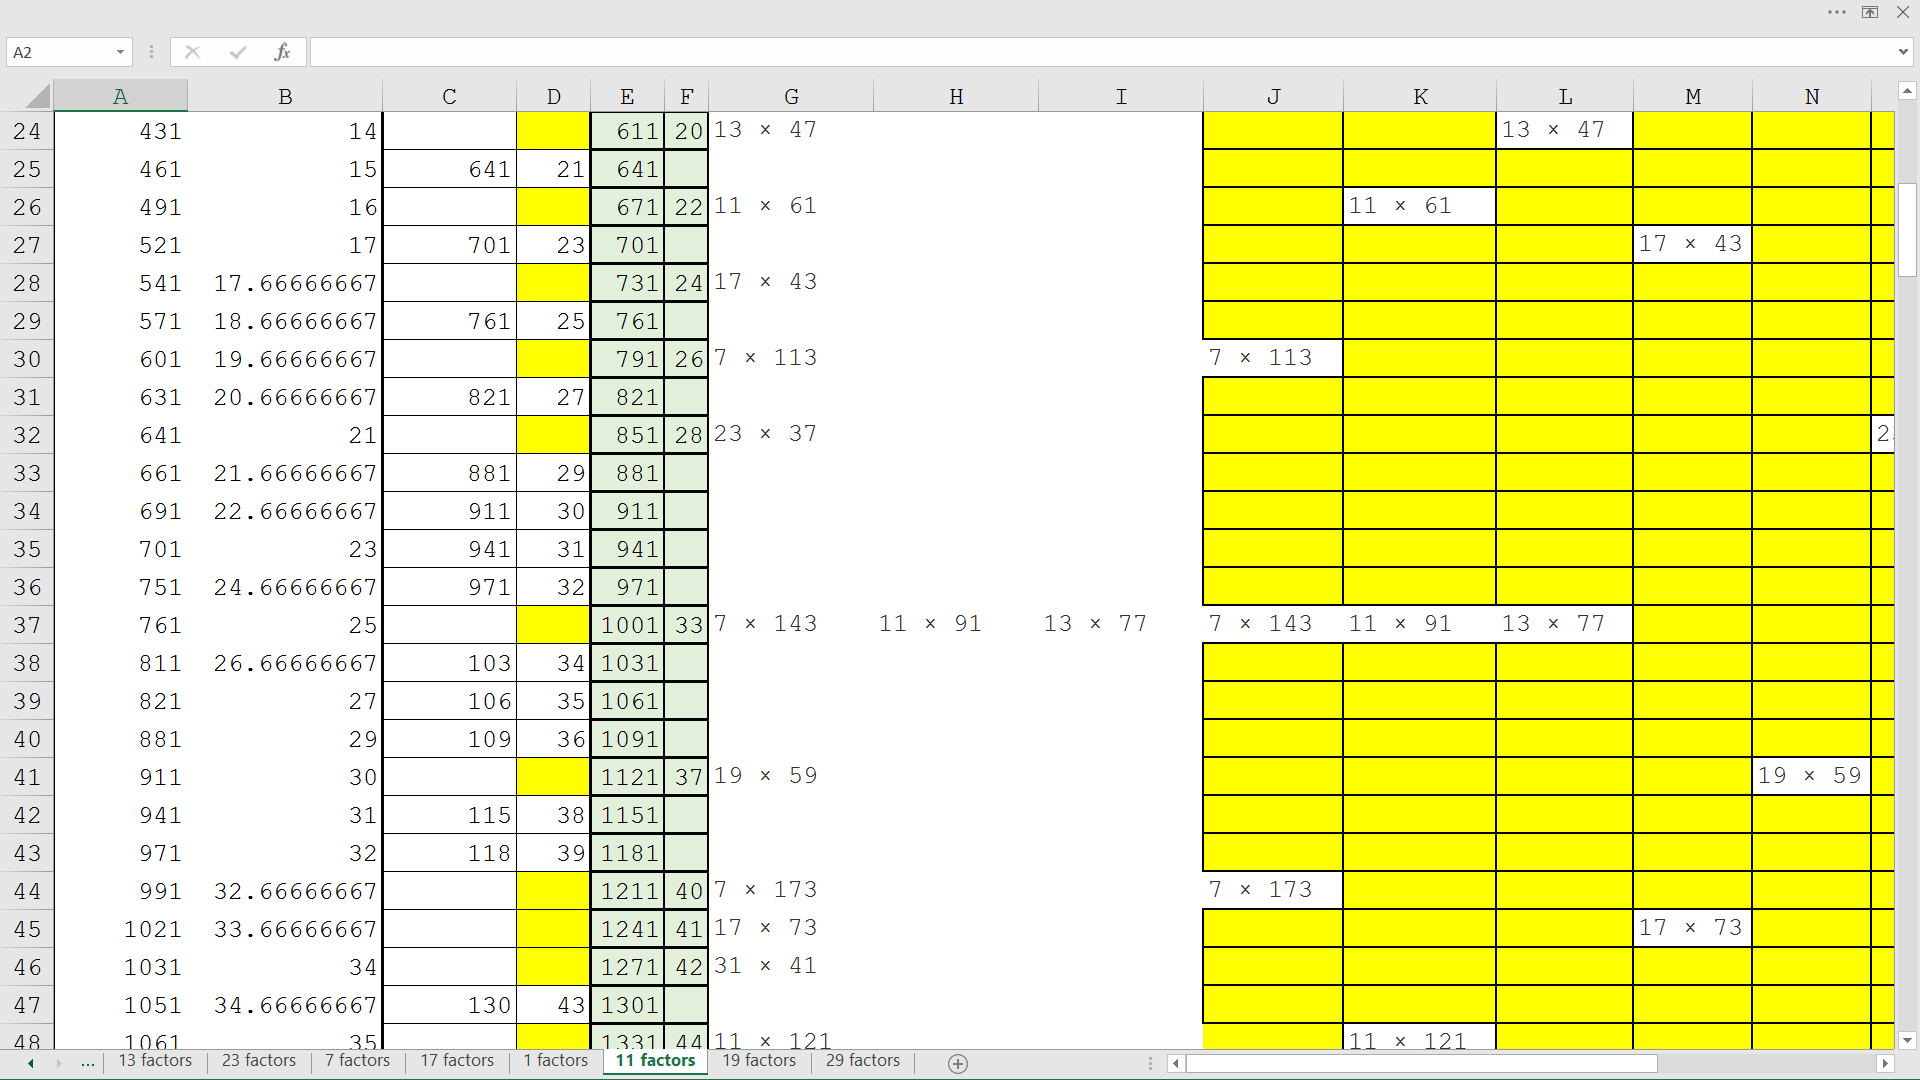 A2
fx
A B C D E F G H I J K L M N
24 431 14 611 20 13 × 47 13 × 47
25 461 15 641 21 641
26 491 16 671 22 11 × 61 11 × 61
27 521 17 701 23 701 17 × 43
28 541 17.66666667 731 24 17 × 43
29 571 18.66666667 761 25 761
30 601 19.66666667 791 26 7 × 113 7 × 113
31 631 20.66666667 821 27 821
32 641 21 851 28 23 × 37 2
33 661 21.66666667 881 29 881
34 691 22.66666667 911 30 911
35 701 23 941 31 941
36 751 24.66666667 971 32 971
37 761 25 1001 33 7 × 143 11 × 91 13 × 77 7 × 143 11 × 91 13 × 77
38 811 26.66666667 103 34 1031
39 821 27 106 35 1061
40 881 29 109 36 1091
41 911 30 1121 37 19 × 59 19 × 59
42 941 31 115 38 1151
43 971 32 118 39 1181
44 991 32.66666667 1211 40 7 × 173 7 × 173
45 1021 33.66666667 1241 41 17 × 73 17 × 73
46 1031 34 1271 42 31 × 41
47 1051 34.66666667 130 43 1301
48 1061 35 1331 44 11 × 121 11 × 121
... 13 factors 23 factors 7 factors 17 factors 1 factors 11 factors 19 factors 29 factors